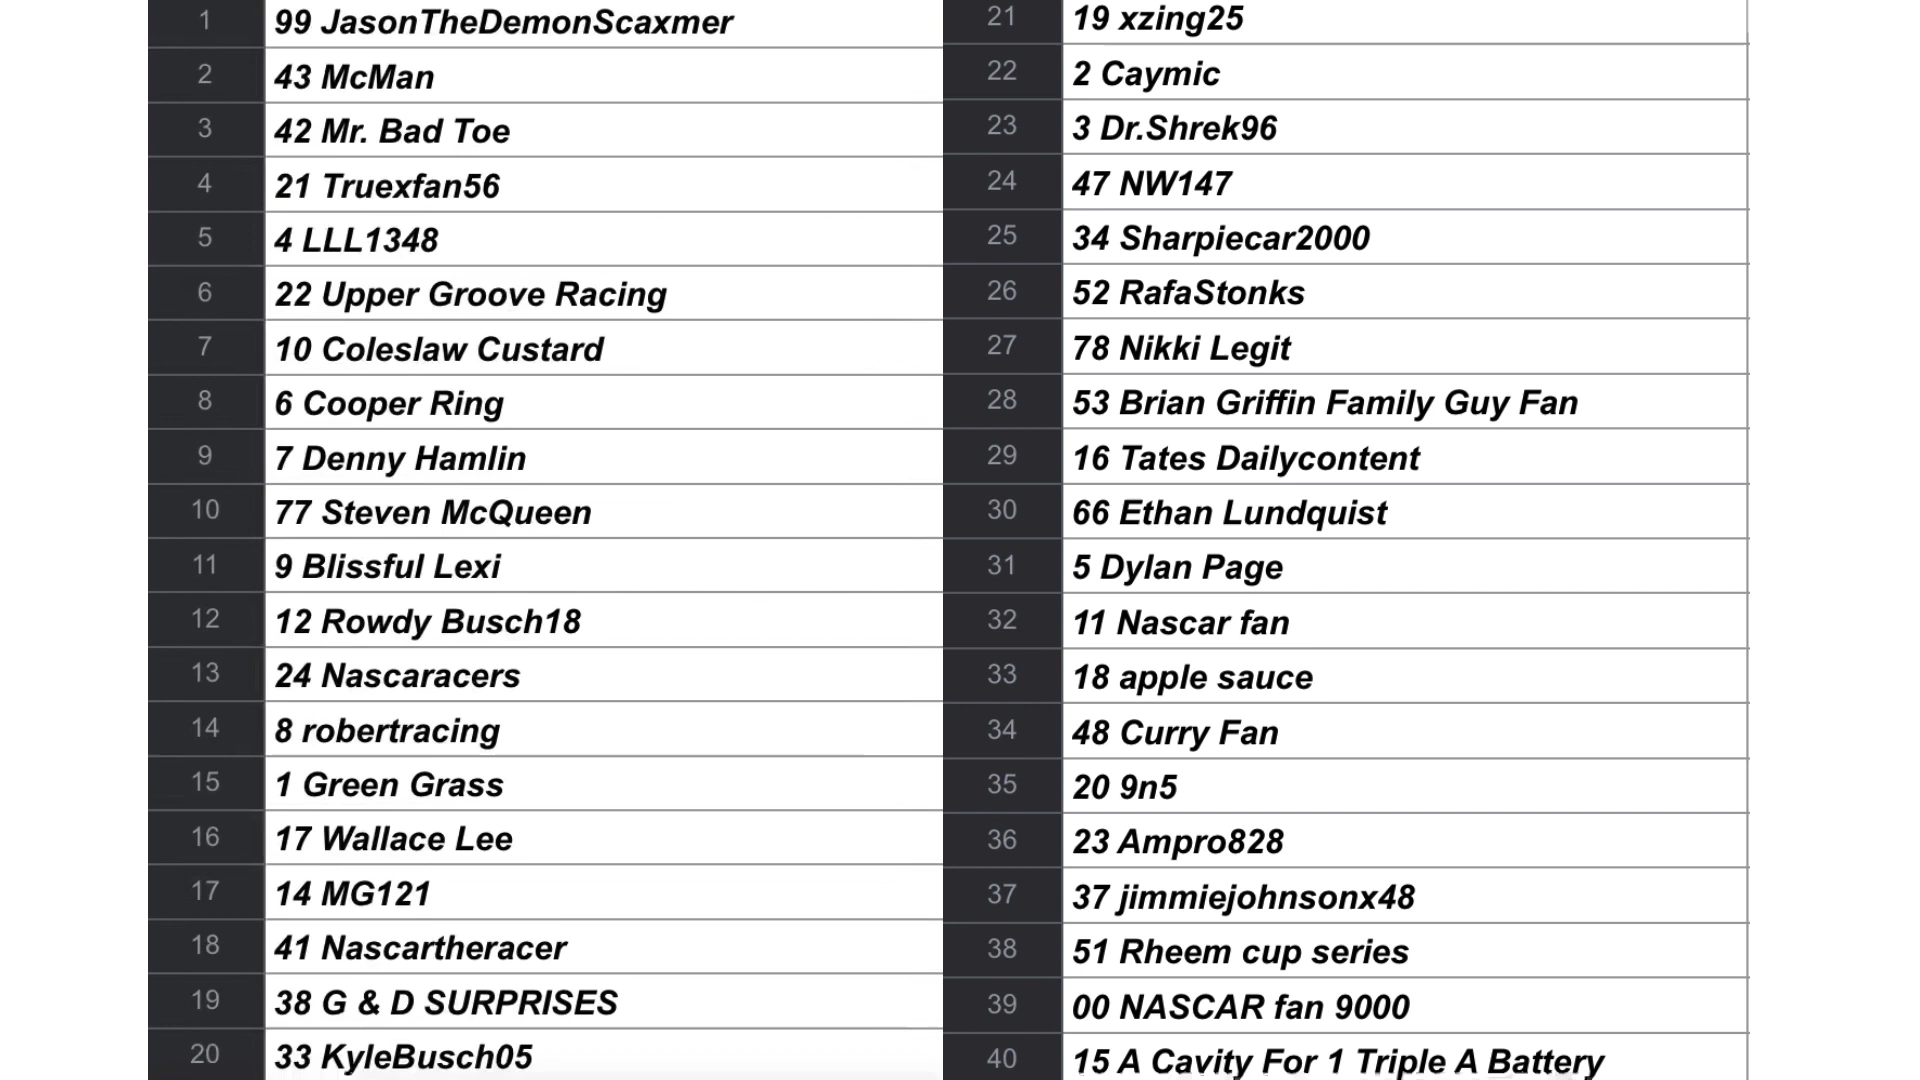 1 99 JasonTheDemonScaxmer
2 43 McMan
3 42 Mr. Bad Toe
4 21 Truexfan56
5 4 LLL1348
6 22 Upper Groove Racing
7 10 Coleslaw Custard
8 6 Cooper Ring
9 7 Denny Hamlin
10 77 Steven McQueen
11 9 Blissful Lexi
12 12 Rowdy Busch18
13 24 Nascaracers
14 8 robertracing
15 1 Green Grass
16 17 Wallace Lee
17 14 MG121
18 41 Nascartheracer
19 38 G & D SURPRISES
20 33 KyleBusch05
21 19 xzing25
22 2 Caymic
23 3 Dr.Shrek96
24 47 NW147
25 34 Sharpiecar2000
26 52 RafaStonks
27 78 Nikki Legit
28 53 Brian Griffin Family Guy Fan
29 16 Tates Dailycontent
30 66 Ethan Lundquist
31 5 Dylan Page
32 11 Nascar fan
33 18 apple sauce
34 48 Curry Fan
35 20 9n5
36 23 Ampro828
37 37 jimmiejohnsonx48
38 51 Rheem cup series
39 00 NASCAR fan 9000
40 15 A Cavity For 1 Triple A Battery